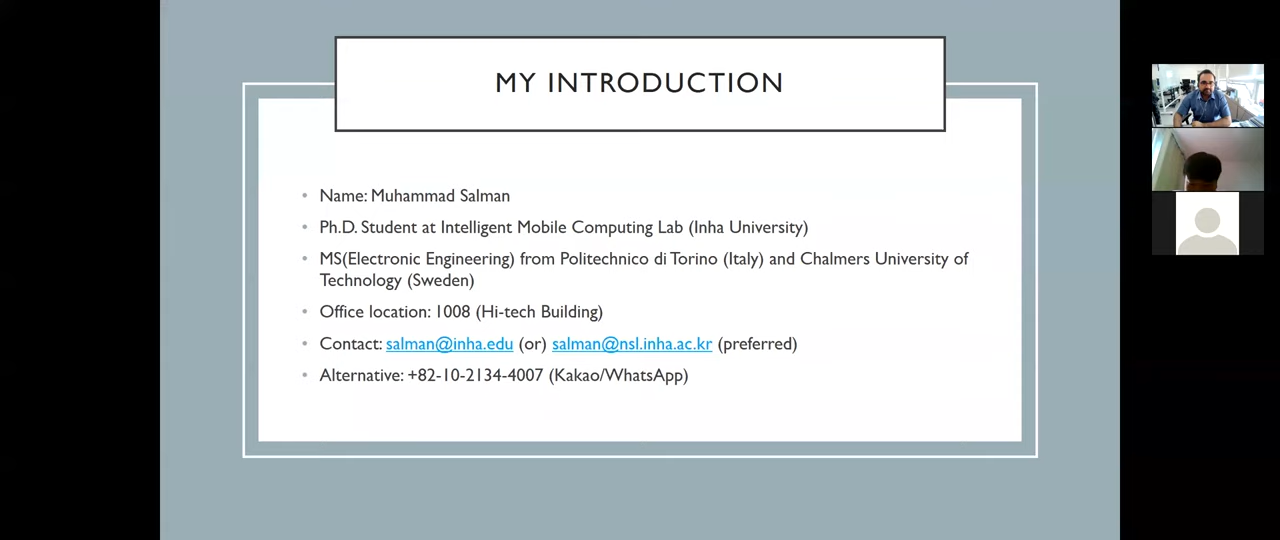 MY INTRODUCTION
• Name: Muhammad Salman
• Ph.D. Student at Intelligent Mobile Computing Lab (Inha University)
• MS(Electronic Engineering) from Politechnico di Torino (Italy) and Chalmers University of
Technology (Sweden)
• Office location: 1008 (Hi-tech Building)
• Contact: salman@inha.edu (or) salman@nsl.inha.ac.kr (preferred)
• Alternative: +82-10-2134-4007 (Kakao/WhatsApp)